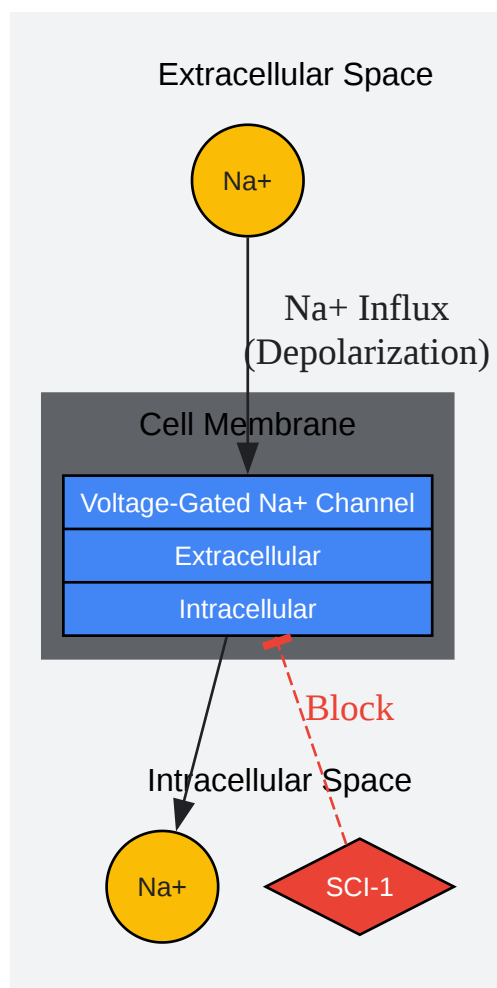 Extracellular Space
Na+
Na+ Influx
(Depolarization)
Cell Membrane
Voltage-Gated Na+ Channel
Extracellular
Intracellular
Block
Intracellular Space
Na+
SCI-1